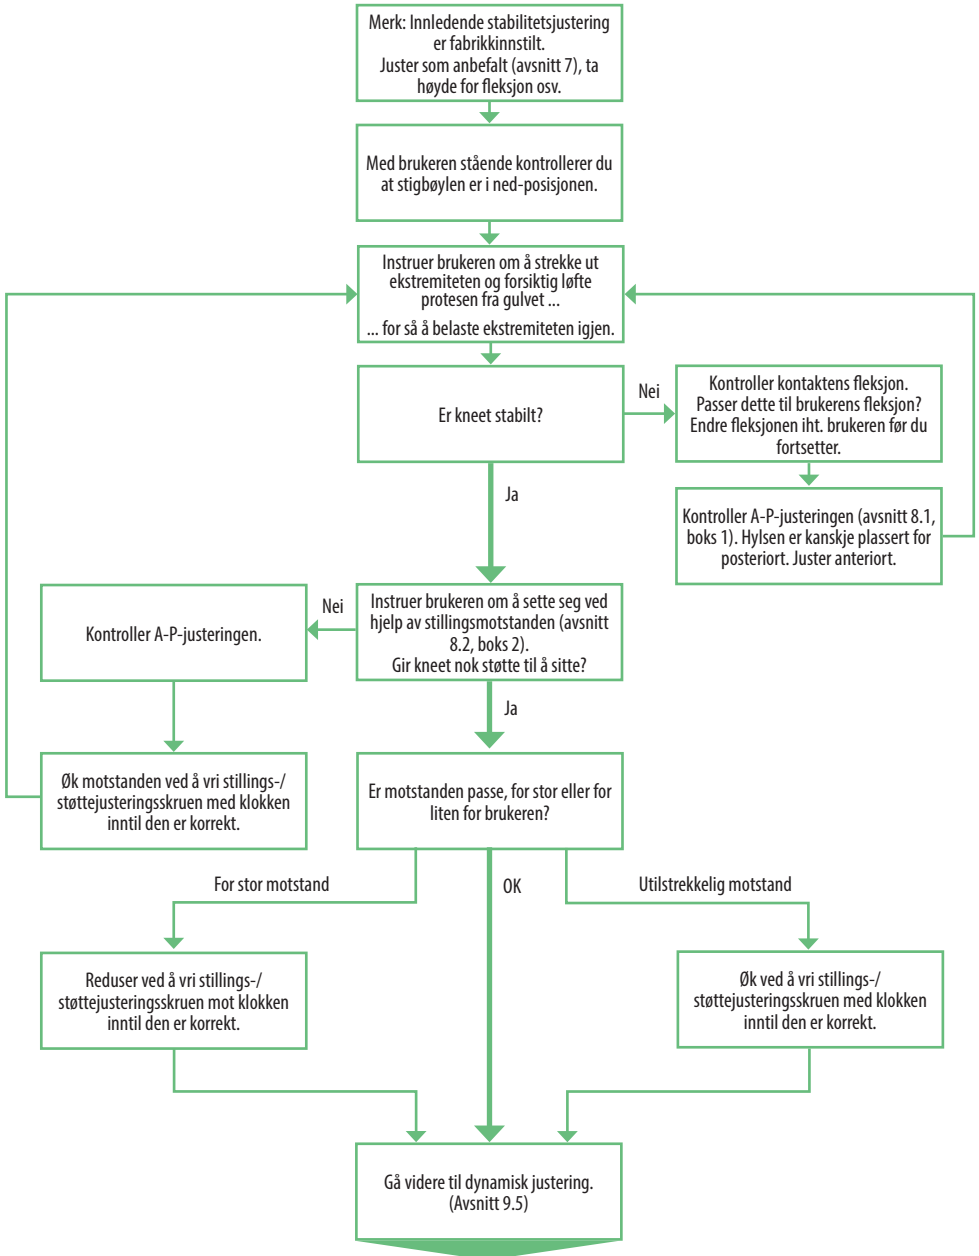 Merk: Innledende stabilitetsjustering
er fabrikkinnstilt.
Juster som anbefalt (avsnitt 7), ta
høyde for fleksjon osv.
Med brukeren stående kontrollerer du
at stigbøylen er i ned-posisjonen.
Instruer brukeren om å strekke ut
ekstremiteten og forsiktig løfte
protesen fra gulvet ...
... for så å belaste ekstremiteten igjen.
Er kneet stabilt?
Nei
Kontroller kontaktens fleksjon.
Passer dette til brukerens fleksjon?
Endre fleksjonen iht. brukeren før du
fortsetter.
Kontroller A-P-justeringen (avsnitt 8.1,
boks 1). Hylsen er kanskje plassert for
posteriort. Juster anteriort.
Ja
Instruer brukeren om å sette seg ved
hjelp av stillingsmotstanden (avsnitt
8.2, boks 2).
Gir kneet nok støtte til å sitte?
Nei
Kontroller A-P-justeringen.
Øk motstanden ved å vri stillings-/
støttejusteringsskruen med klokken
inntil den er korrekt.
Ja
Er motstanden passe, for stor eller for
liten for brukeren?
For stor motstand
OK
Utilstrekkelig motstand
Reduser ved å vri stillings-/
støttejusteringsskruen mot klokken
inntil den er korrekt.
Øk ved å vri stillings-/
støttejusteringsskruen med klokken
inntil den er korrekt.
Gå videre til dynamisk justering.
(Avsnitt 9.5)